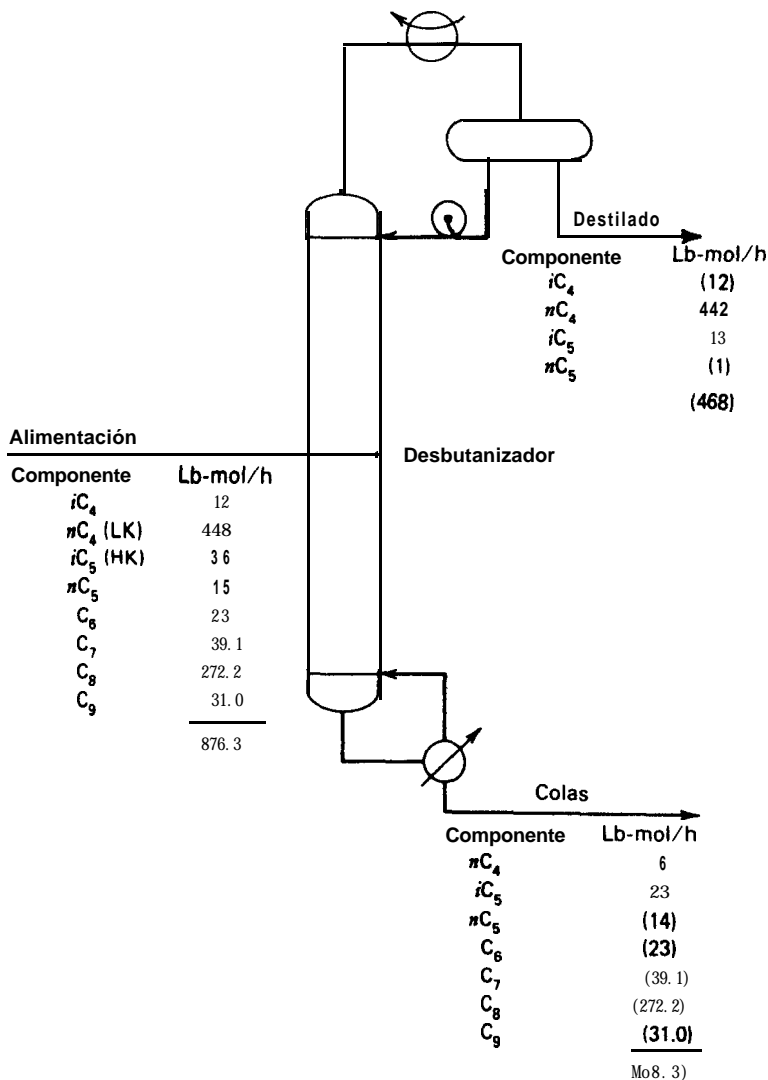 Destilado
Componente Lb-mol/h
iC₄ (12)
nC₄ 442
iC₅ 13
nC₅ (1)
(468)
Alimentación
Desbutanizador
Componente Lb-mol/h
iC₄ 12
nC₄ (LK) 448
iC₅ (HK) 36
nC₅ 15
C₆ 23
C₇ 39.1
C₈ 272.2
C₉ 31.0
876.3
Colas
Componente Lb-mol/h
nC₄ 6
iC₅ 23
nC₅ (14)
C₆ (23)
C₇ (39.1)
C₈ (272.2)
C₉ (31.0)
Mo8.3)